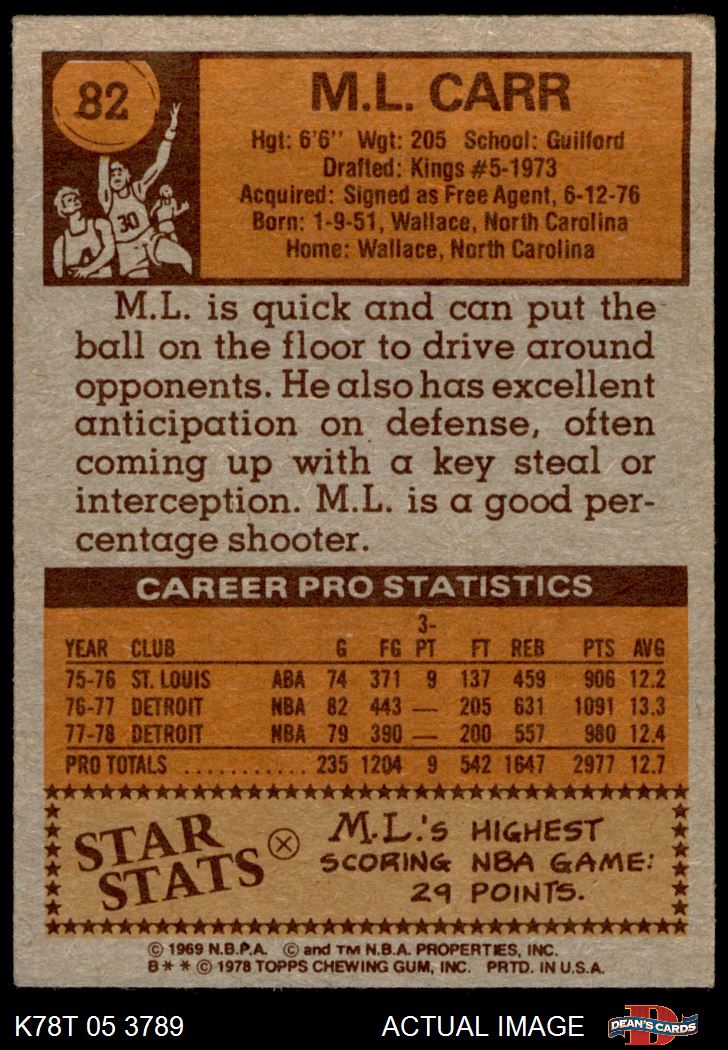 82
M.L. CARR
Hgt: 6'6" Wgt: 205 School: Guilford
Drafted: Kings #5-1973
Acquired: Signed as Free Agent, 6-12-76
Born: 1-9-51, Wallace, North Carolina
Home: Wallace, North Carolina
30
M.L. is quick and can put the
ball on the floor to drive around
opponents. He also has excellent
anticipation on defense, often
coming up with a key steal or
interception. M.L. is a good per-
centage shooter.
CAREER PRO STATISTICS
YEAR CLUB G FG 3-PT FT REB PTS AVG
75-76 ST. LOUIS ABA 74 371 9 137 459 906 12.2
76-77 DETROIT NBA 82 443 — 205 631 1091 13.3
77-78 DETROIT NBA 79 390 — 200 557 980 12.4
PRO TOTALS ........... 235 1204 9 542 1647 2977 12.7
STAR STATS
M.L.'S HIGHEST
SCORING NBA GAME:
29 POINTS.
© 1969 N.B.P.A. © and TM N.B.A. PROPERTIES, INC.
B** © 1978 TOPPS CHEWING GUM, INC. PRTD. IN U.S.A.
K78T 05 3789 ACTUAL IMAGE DEAN'S CARDS